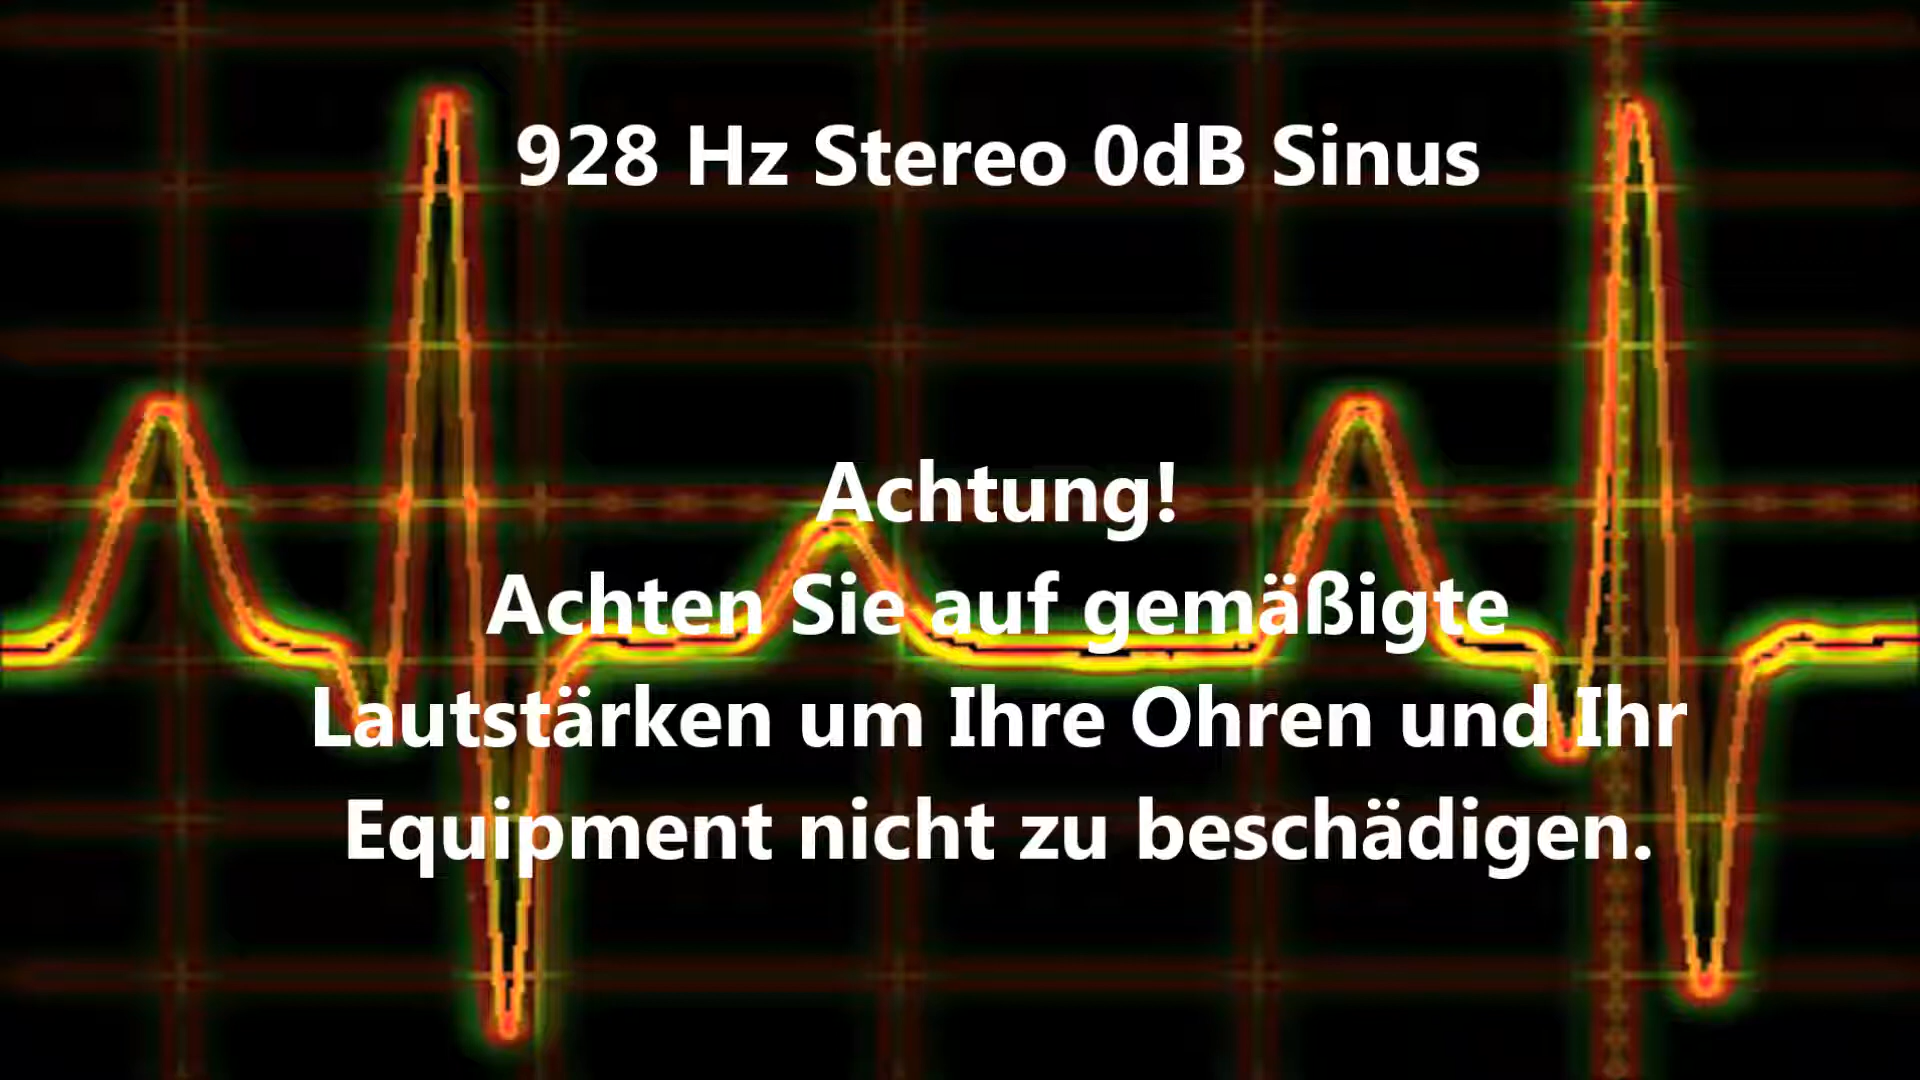 928 Hz Stereo 0dB Sinus
Achtung!
Achten Sie auf gemäßigte
Lautstärken um Ihre Ohren und Ihr
Equipment nicht zu beschädigen.